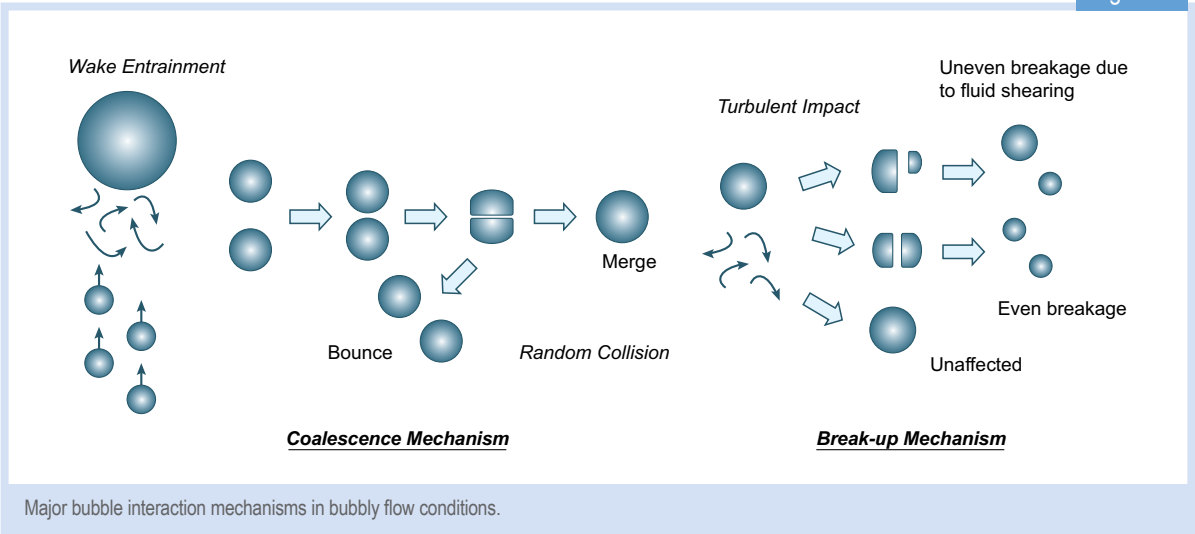 Wake Entrainment
Merge
Bounce
Random Collision
Coalescence Mechanism
Turbulent Impact
Uneven breakage due
to fluid shearing
Even breakage
Unaffected
Break-up Mechanism
Major bubble interaction mechanisms in bubbly flow conditions.